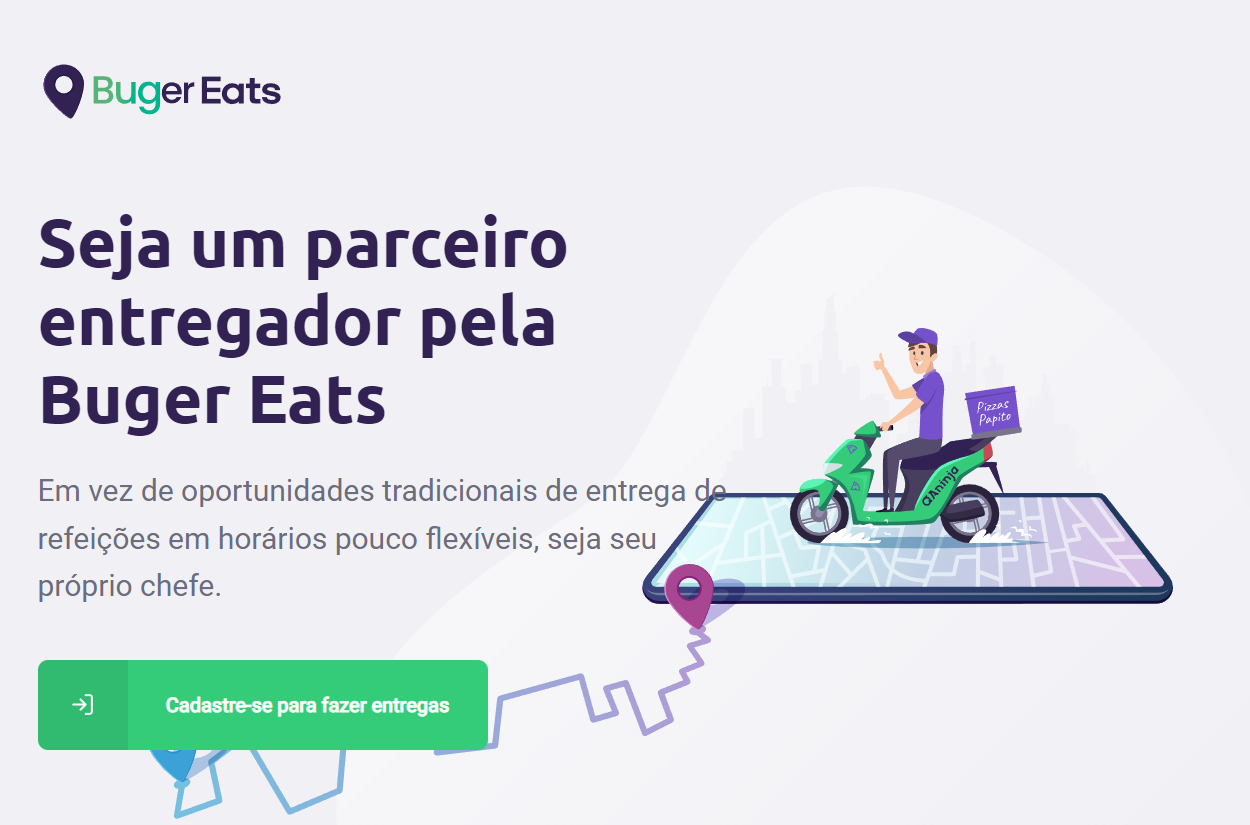 Buger Eats
Seja um parceiro
entregador pela
Buger Eats
Em vez de oportunidades tradicionais de entrega de
refeições em horários pouco flexíveis, seja seu
próprio chefe.
Cadastre-se para fazer entregas
Pizzas
Papito
QAninja